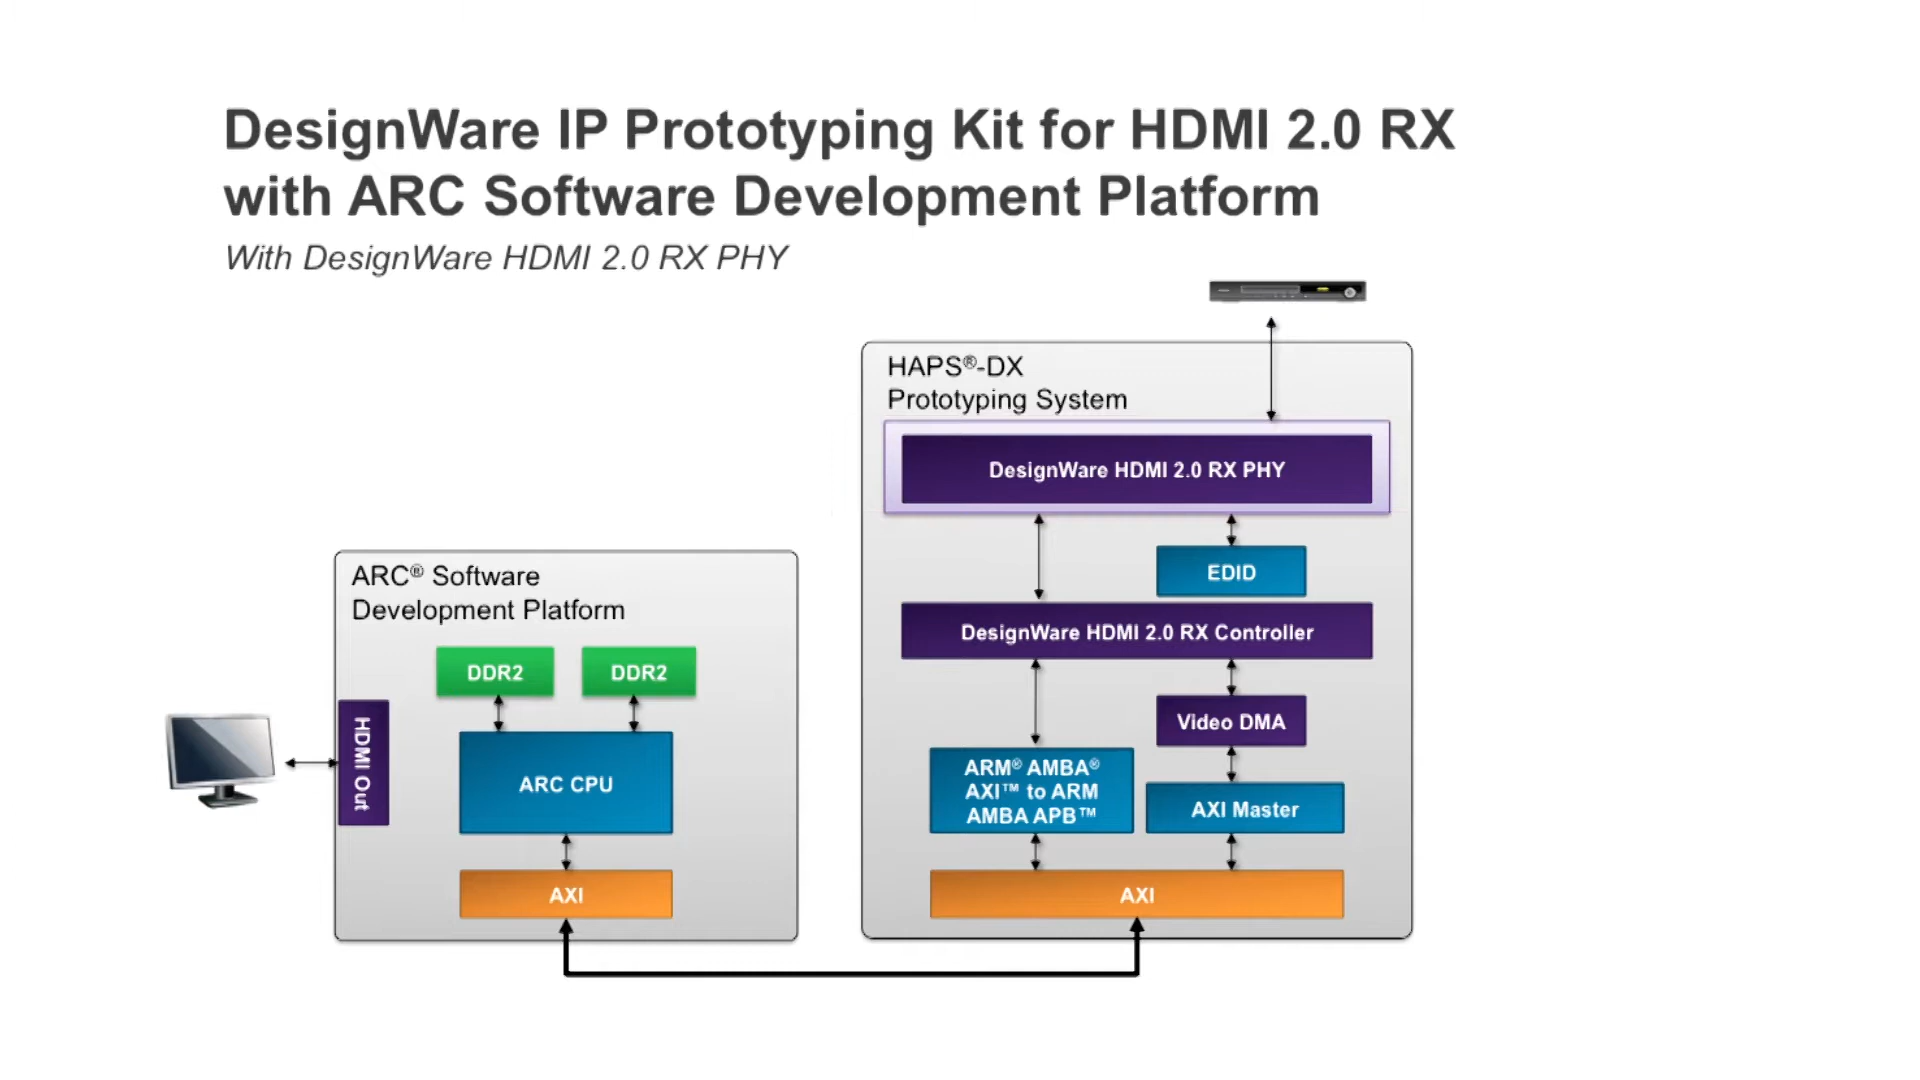 DesignWare IP Prototyping Kit for HDMI 2.0 RX
with ARC Software Development Platform
With DesignWare HDMI 2.0 RX PHY
HAPS®-DX
Prototyping System
DesignWare HDMI 2.0 RX PHY
EDID
DesignWare HDMI 2.0 RX Controller
Video DMA
ARM® AMBA®
AXI™ to ARM
AMBA APB™
AXI Master
AXI
ARC® Software
Development Platform
DDR2
DDR2
HDMI Out
ARC CPU
AXI